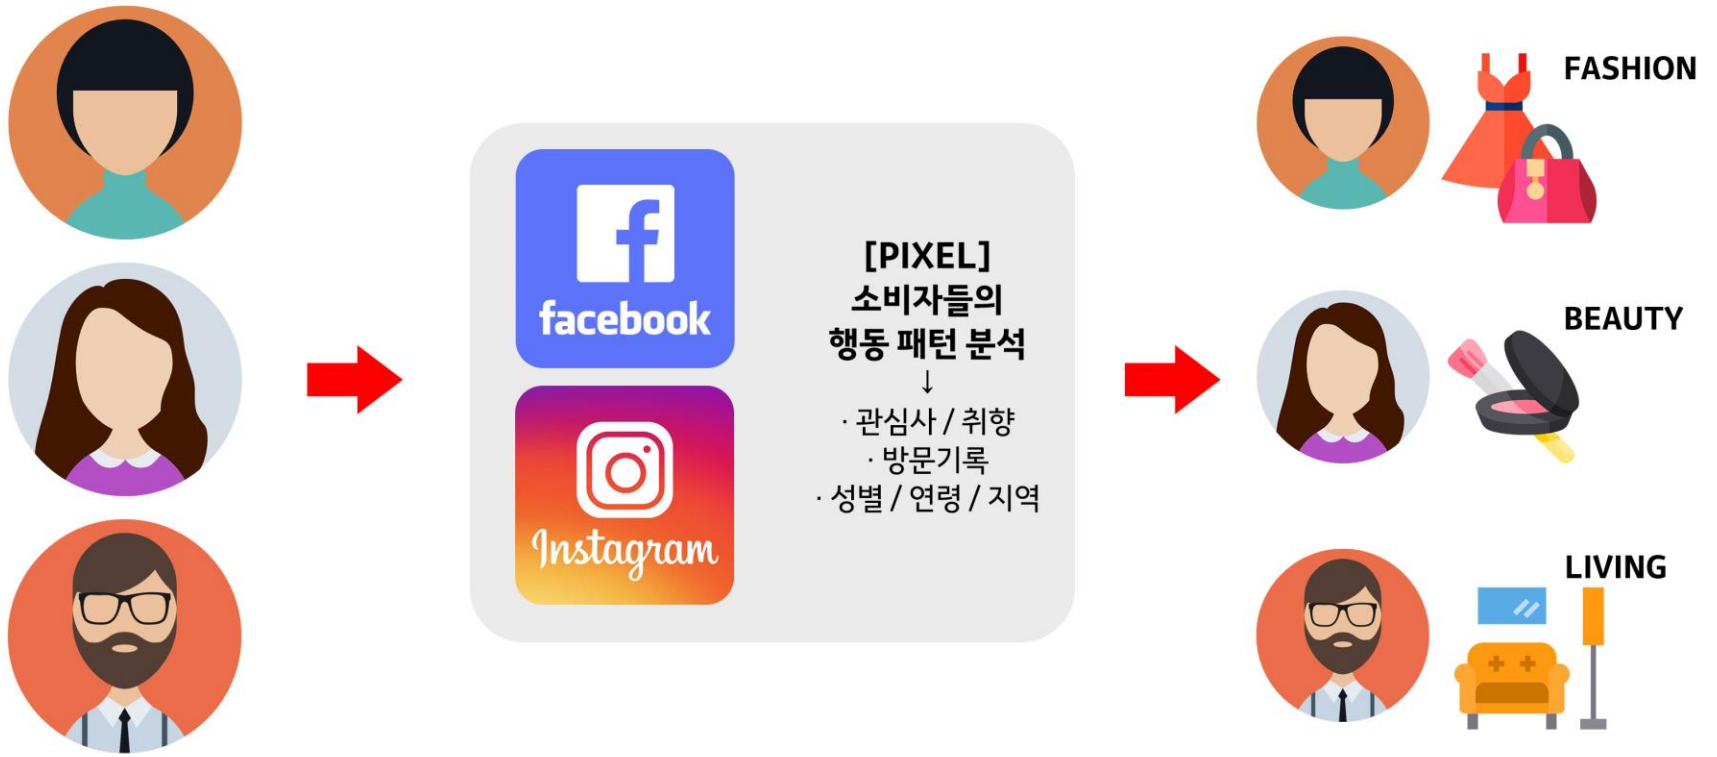 facebook
Instagram
[PIXEL]
소비자들의
행동 패턴 분석
↓
· 관심사 / 취향
· 방문기록
· 성별 / 연령 / 지역
FASHION
BEAUTY
LIVING